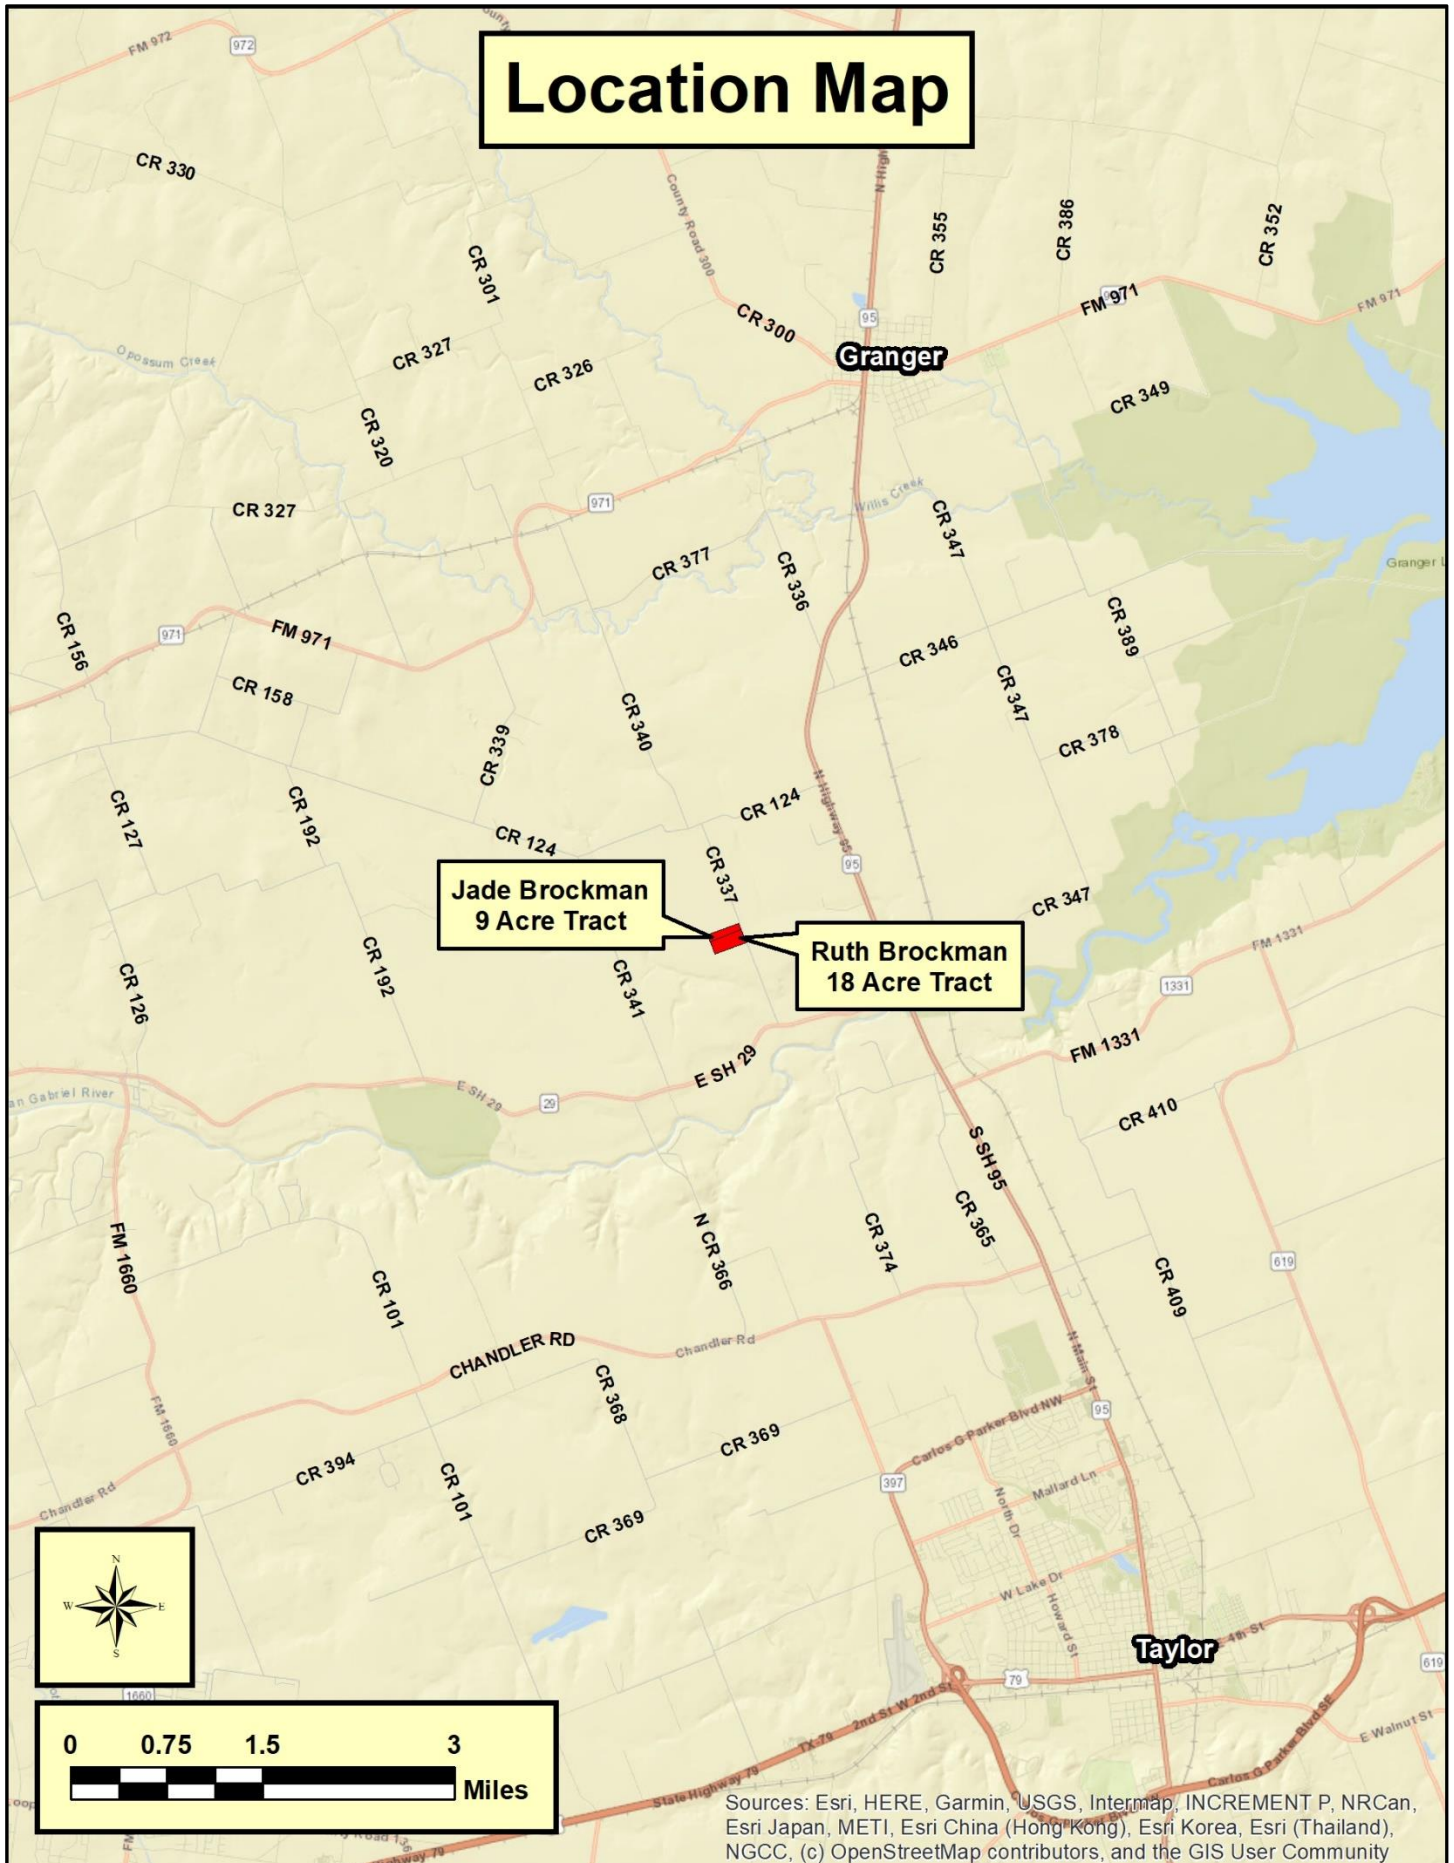 Location Map
FM 972
972
CR 330
County Road 300
CR 301
CR 355
CR 386
CR 352
CR 300
95
FM 971
FM 971
Granger
Opossum Creek
CR 327
CR 326
CR 349
CR 320
CR 327
971
Willis Creek
CR 347
CR 377
CR 336
CR 156
971
FM 971
CR 346
CR 389
CR 158
CR 340
CR 347
CR 339
CR 378
CR 127
CR 192
CR 124
CR 124
N Highway 95
95
CR 337
Jade Brockman
9 Acre Tract
CR 347
Ruth Brockman
18 Acre Tract
FM 1331
1331
CR 126
CR 192
CR 341
E SH 29
FM 1331
E SH 29
29
CR 410
S SH 95
CR 365
FM 1660
CR 101
N CR 366
CR 374
619
CR 409
CHANDLER RD
Chandler Rd
N Main St
CR 368
FM 1660
Carlos G Parker Blvd NW
95
CR 369
CR 394
CR 101
397
Mallard Ln
North Dr
Chandler Rd
CR 369
N
W
E
S
W Lake Dr
Howard St
Taylor
E 4th St
619
79
1660
2nd St W 2nd St
TX-79
State Highway 79
Carlos G Parker Blvd SE
E Walnut St
0 0.75 1.5 3
Miles
Sources: Esri, HERE, Garmin, USGS, Intermap, INCREMENT P, NRCan,
Esri Japan, METI, Esri China (Hong Kong), Esri Korea, Esri (Thailand),
NGCC, (c) OpenStreetMap contributors, and the GIS User Community